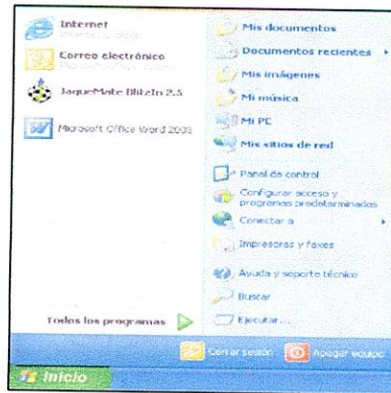 Internet
Internet Explorer
Correo electrónico
JaqueMate BlitzIn 2.5
Microsoft Office Word 2003
Todos los programas
Mis documentos
Documentos recientes
Mis imágenes
Mi música
Mi PC
Mis sitios de red
Panel de control
Configurar acceso y
programas predeterminados
Conectar a
Impresoras y faxes
Ayuda y soporte técnico
Buscar
Ejecutar...
Cerrar sesión
Apagar equipo
Inicio